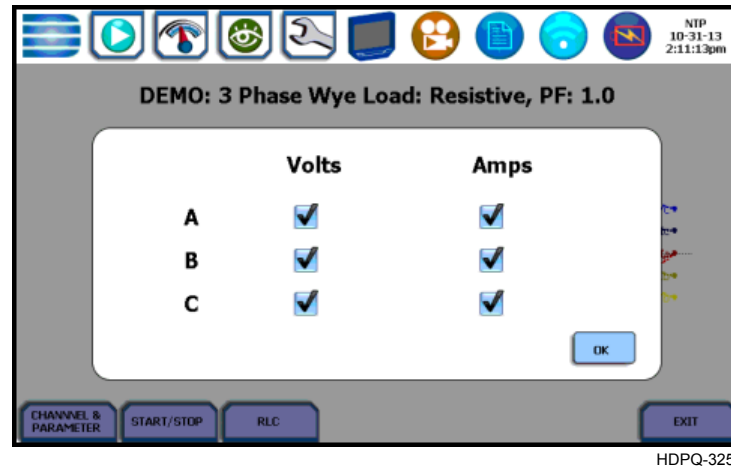 NTP
10-31-13
2:11:13pm
DEMO: 3 Phase Wye Load: Resistive, PF: 1.0
Volts Amps
A
B
C
OK
CHANNNEL &
PARAMETER
START/STOP
RLC
EXIT
HDPQ-325